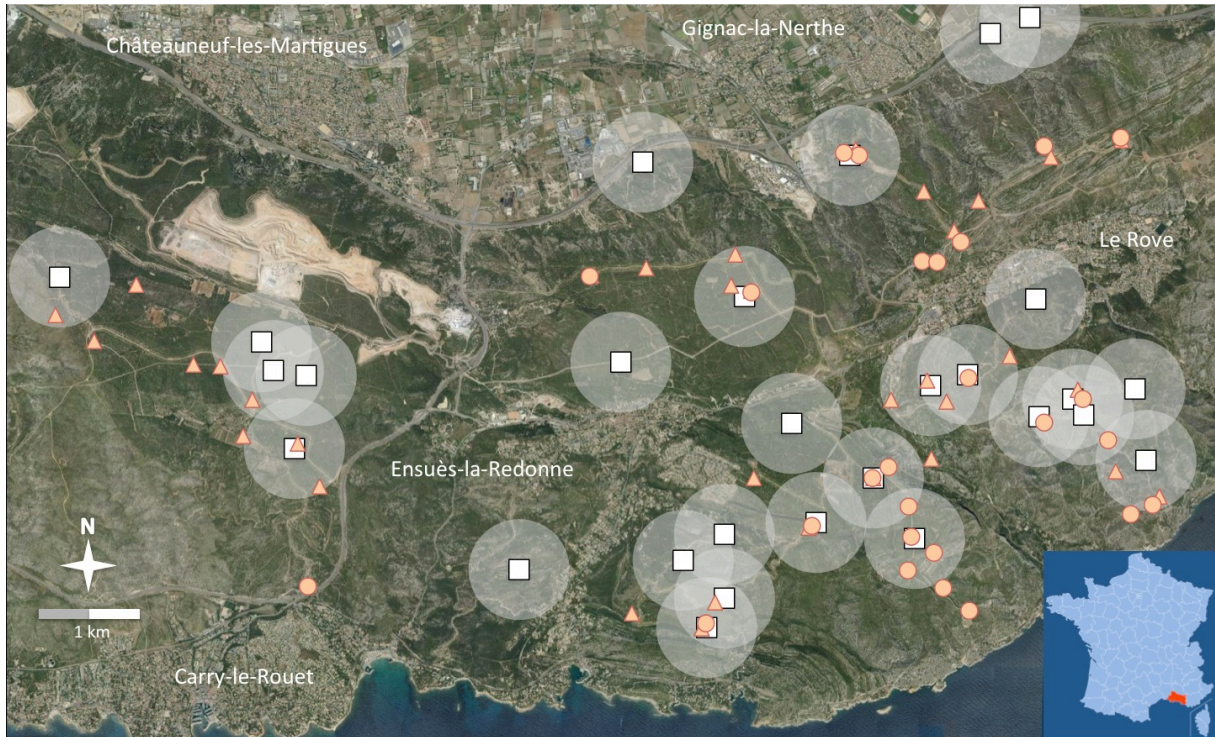 Gignac-la-Nerthe
Châteauneuf-les-Martigues
Le Rove
Ensuès-la-Redonne
N
1 km
Carry-le-Rouet